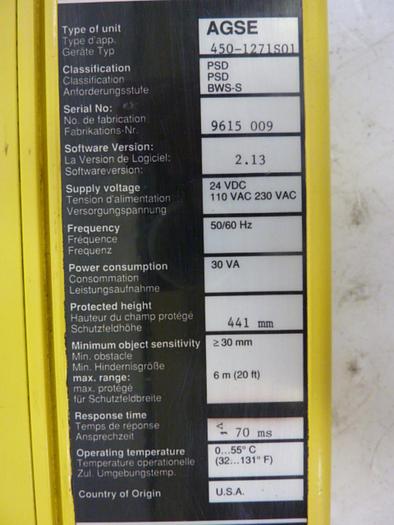 Type of unit
Type d'app.
Geräte Typ
AGSE
450-1271S01
Classification
Classification
Anforderungsstufe
PSD
PSD
BWS-S
Serial No:
No. de fabrication
Fabrikations-Nr.
9615 009
Software Version:
La Version de Logiciel:
Softwareversion:
2.13
Supply voltage
Tension d'alimentation
Versorgungspannung
24 VDC
110 VAC 230 VAC
Frequency
Fréquence
Frequenz
50/60 Hz
Power consumption
Consommation
Leistungsaufnahme
30 VA
Protected height
Hauteur du champ protégé
Schutzfeldhöhe
441 mm
Minimum object sensitivity
Min. obstacle
Min. Hindernisgröße
≥ 30 mm
max. range:
max. protégé
für Schutzfeldbreite
6 m (20 ft)
Response time
Temps de réponse
Ansprechzeit
≤ 70 ms
Operating temperature
Température operationelle
Zul. Umgebungstemp.
0...55° C
(32...131° F)
Country of Origin
U.S.A.